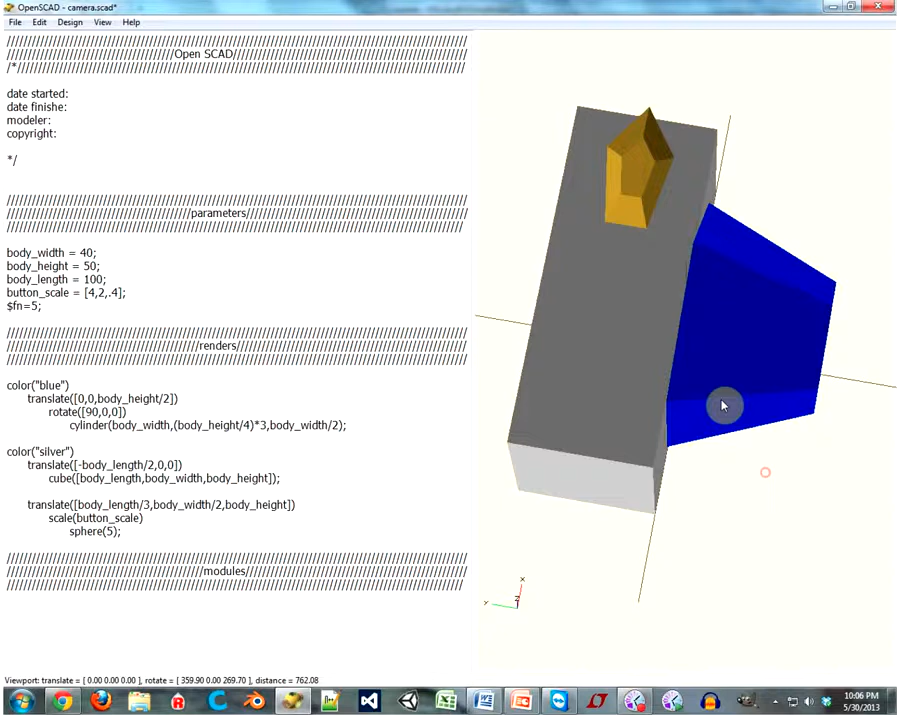 OpenSCAD - camera.scad*
File Edit Design View Help
////////////////////////////////////////////////////////////////////////////////////////////////////////////////
////////////////////////////////////////Open SCAD////////////////////////////////////////////////////////
/*//////////////////////////////////////////////////////////////////////////////////////////////////////////////
date started:
date finishe:
modeler:
copyright:
*/
////////////////////////////////////////////////////////////////////////////////////////////////////////////////
////////////////////////////////////////////parameters/////////////////////////////////////////////////////
///////////////////////////////////////////////////////////////////////////////////////////////////////////////
body_width = 40;
body_height = 50;
body_length = 100;
button_scale = [4,2,.4];
$fn=5;
////////////////////////////////////////////////////////////////////////////////////////////////////////////////
//////////////////////////////////////////////renders///////////////////////////////////////////////////////
////////////////////////////////////////////////////////////////////////////////////////////////////////////////
color("blue")
translate([0,0,body_height/2])
rotate([90,0,0])
cylinder(body_width,(body_height/4)*3,body_width/2);
color("silver")
translate([-body_length/2,0,0])
cube([body_length,body_width,body_height]);
translate([body_length/3,body_width/2,body_height])
scale(button_scale)
sphere(5);
////////////////////////////////////////////////////////////////////////////////////////////////////////////////
///////////////////////////////////////////////modules/////////////////////////////////////////////////////
///////////////////////////////////////////////////////////////////////////////////////////////////////////////
x
Y
Z
Viewport: translate = [ 0.00 0.00 0.00 ], rotate = [ 359.90 0.00 269.70 ], distance = 762.08
10:06 PM
5/30/2013